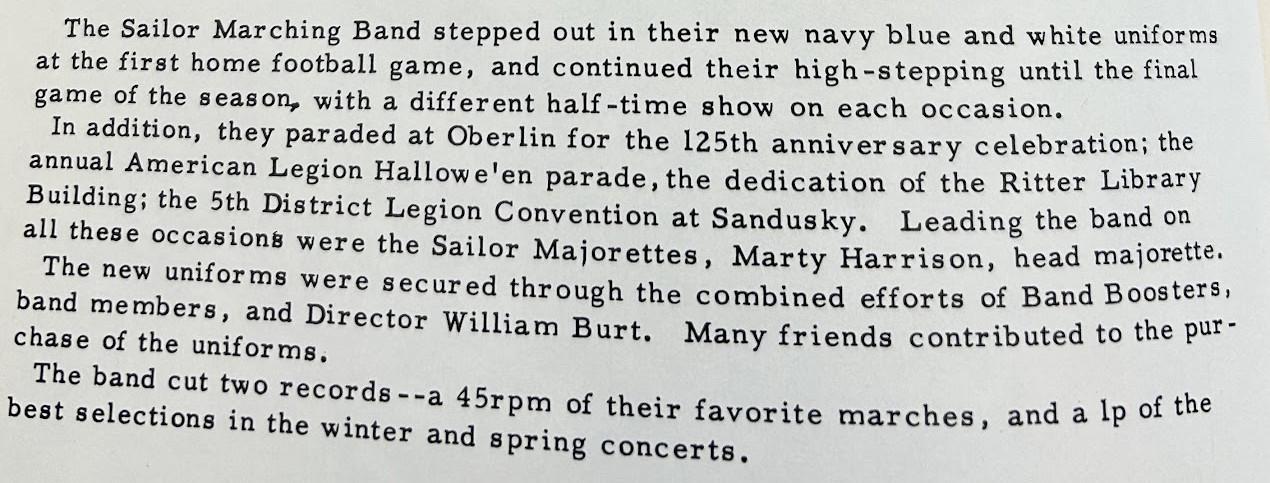 The Sailor Marching Band stepped out in their new navy blue and white uniforms
at the first home football game, and continued their high-stepping until the final
game of the season, with a different half-time show on each occasion.
In addition, they paraded at Oberlin for the 125th anniversary celebration; the
annual American Legion Hallowe'en parade, the dedication of the Ritter Library
Building; the 5th District Legion Convention at Sandusky. Leading the band on
all these occasions were the Sailor Majorettes, Marty Harrison, head majorette.
The new uniforms were secured through the combined efforts of Band Boosters,
band members, and Director William Burt. Many friends contributed to the pur-
chase of the uniforms.
The band cut two records--a 45rpm of their favorite marches, and a lp of the
best selections in the winter and spring concerts.